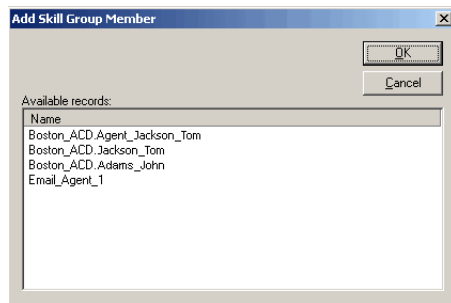 Add Skill Group Member
OK
Cancel
Available records:
Name
Boston_ACD.Agent_Jackson_Tom
Boston_ACD.Jackson_Tom
Boston_ACD.Adams_John
Email_Agent_1